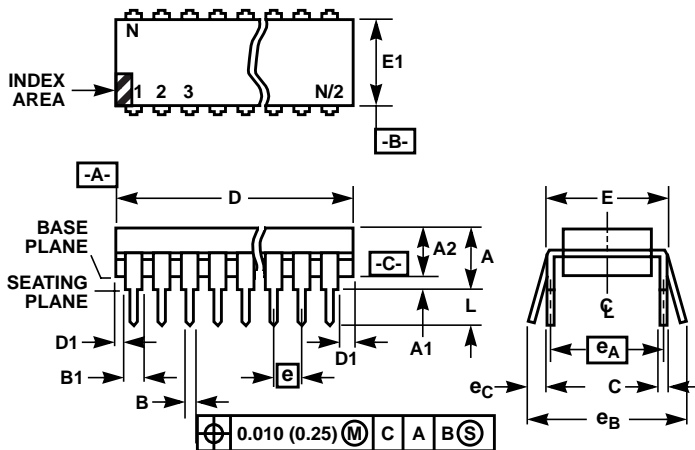 N
E1
INDEX
AREA
1 2 3 N/2
-B-
-A-
D
E
BASE
PLANE
A2
A
-C-
SEATING
PLANE
L
C
L
D1
A1
D1
eA
B1
e
eC
C
B
eB
0.010 (0.25) M C A B S